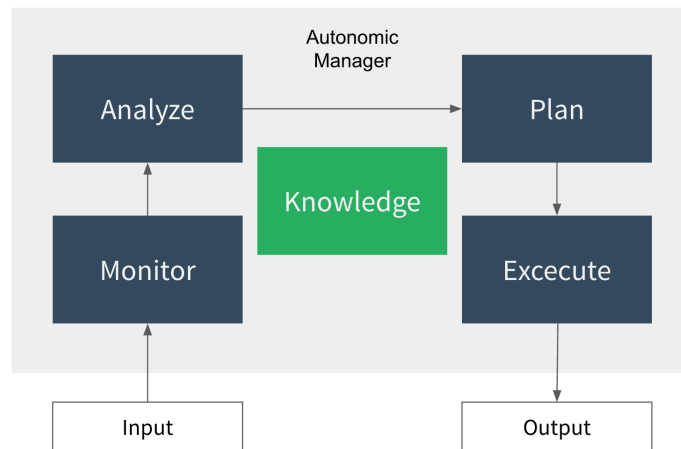 Autonomic
Manager
Analyze
Plan
Knowledge
Monitor
Excecute
Input
Output